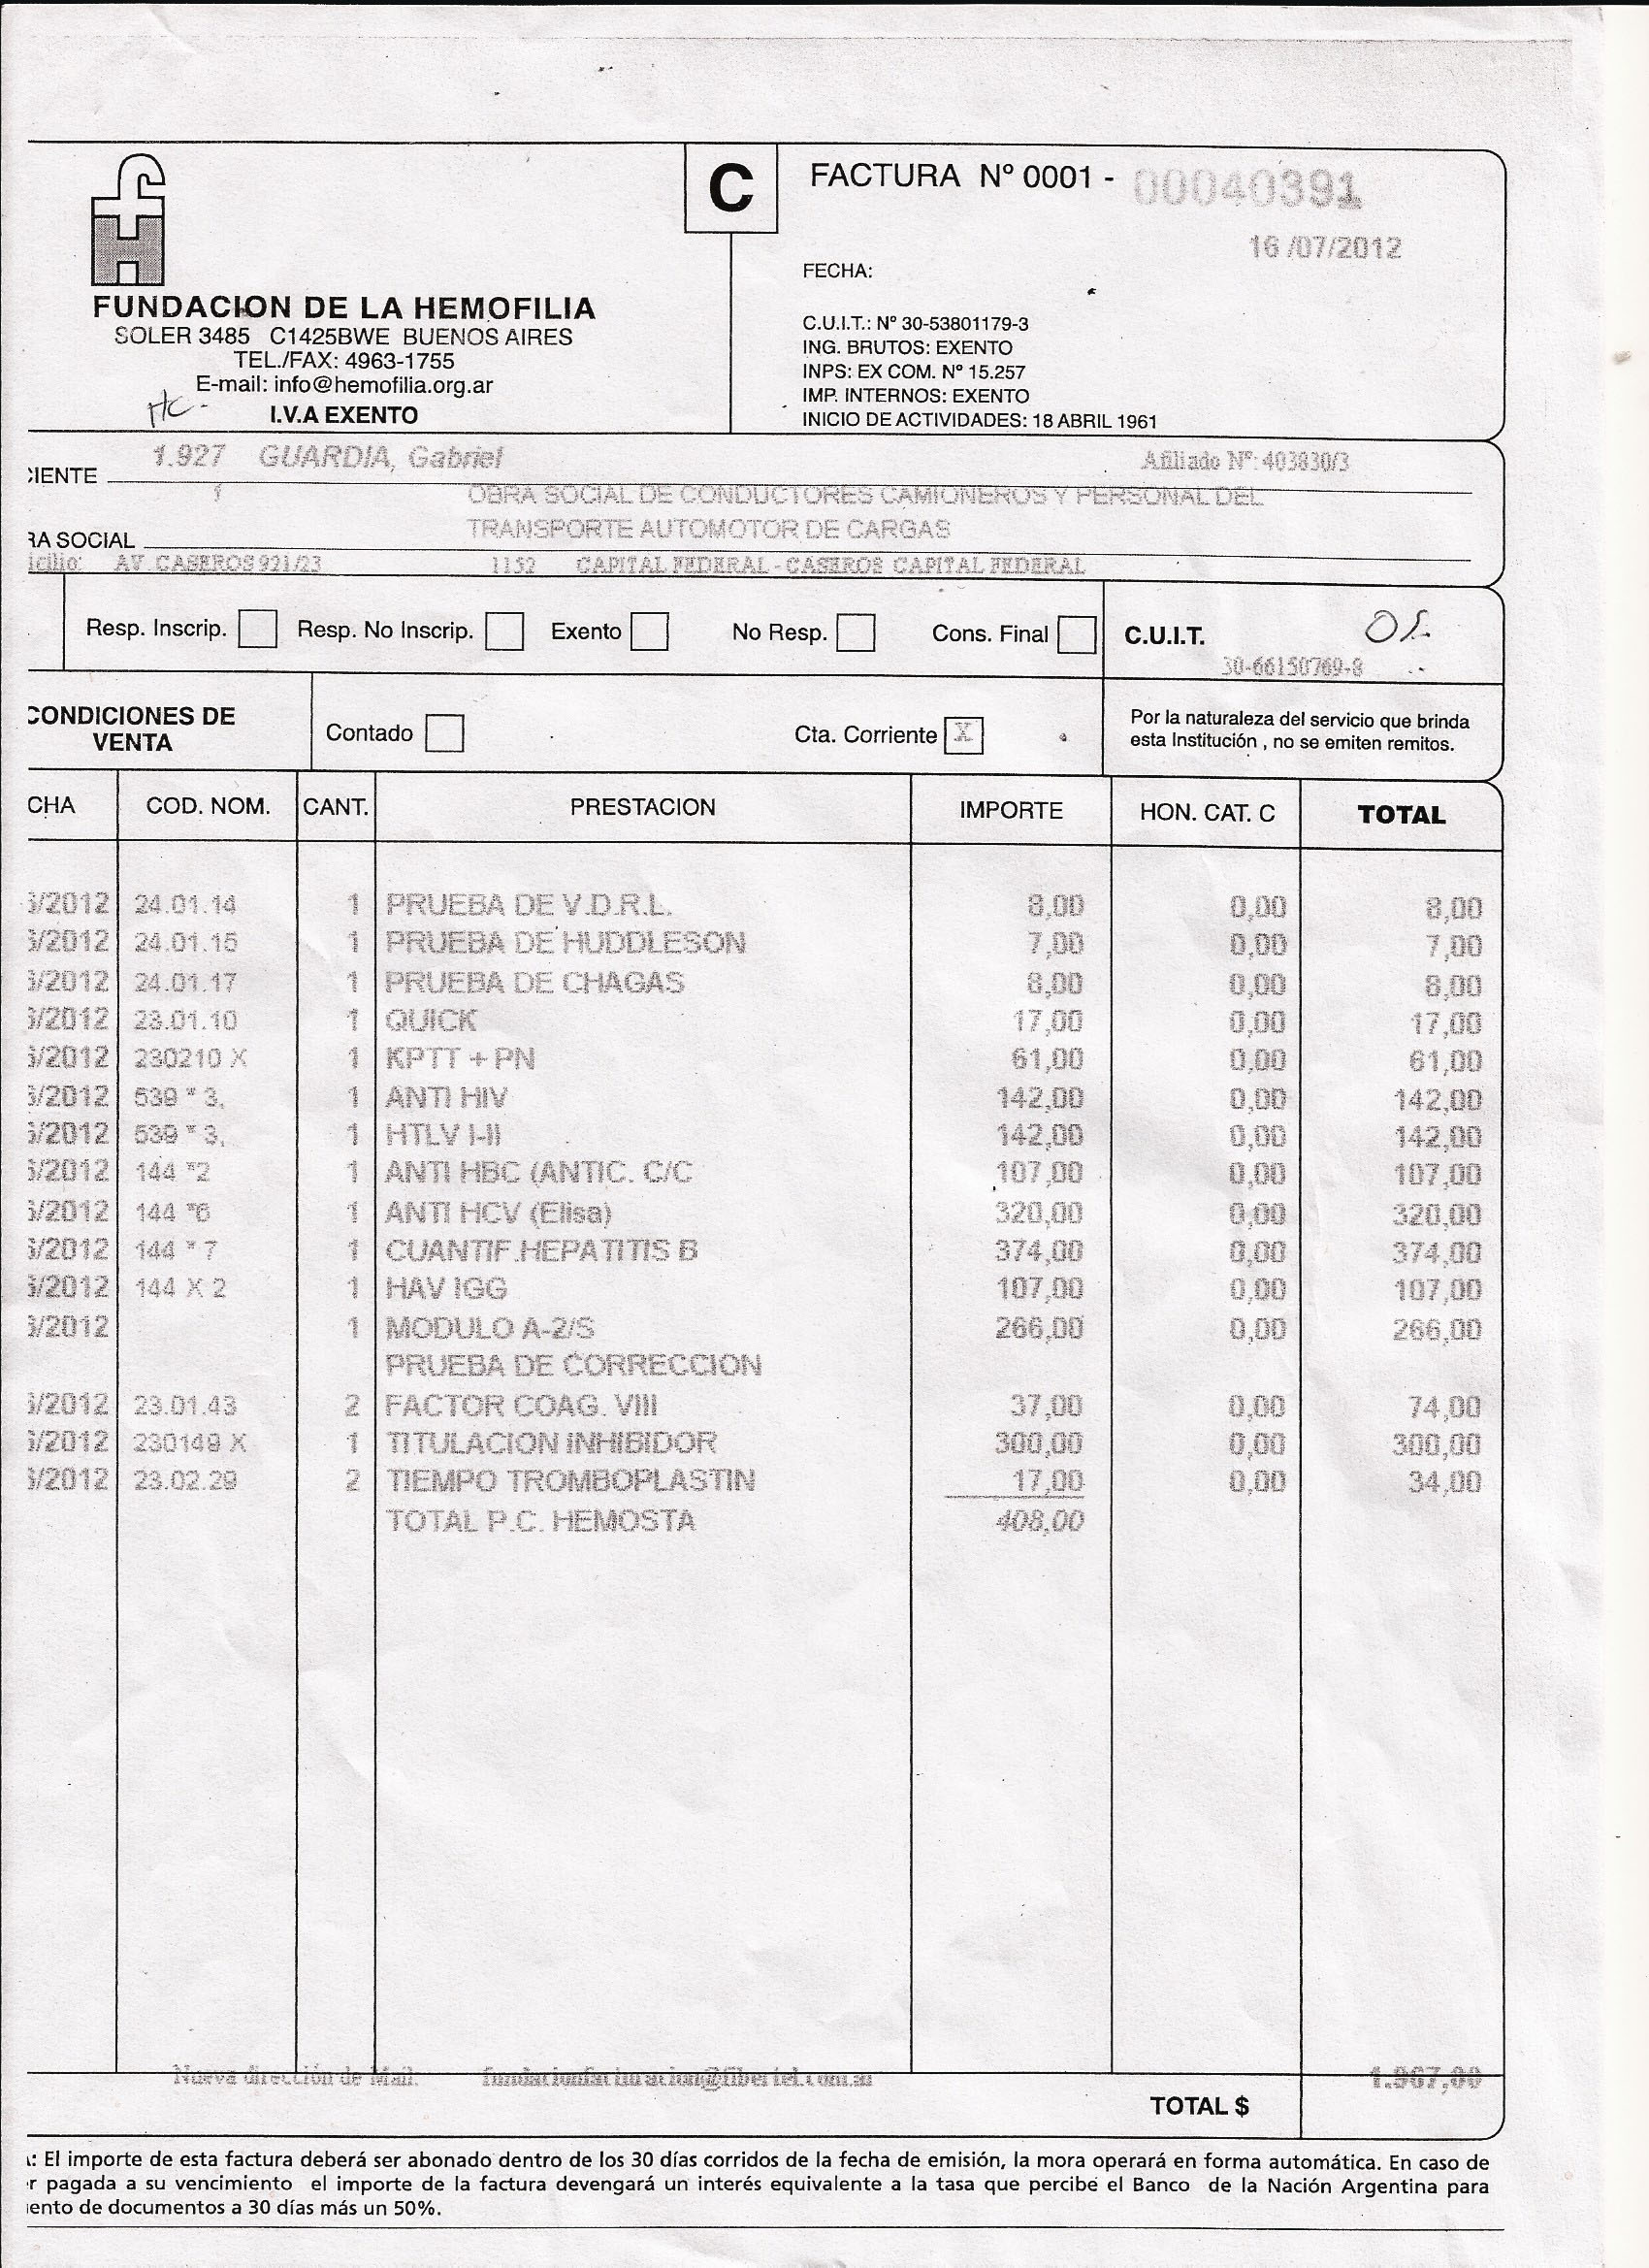 C
FACTURA Nº 0001 - 00040391
16 /07/2012
FECHA:
FUNDACION DE LA HEMOFILIA
SOLER 3485 C1425BWE BUENOS AIRES
TEL./FAX: 4963-1755
E-mail: info@hemofilia.org.ar
I.V.A EXENTO
C.U.I.T.: Nº 30-53801179-3
ING. BRUTOS: EXENTO
INPS: EX COM. Nº 15.257
IMP. INTERNOS: EXENTO
INICIO DE ACTIVIDADES: 18 ABRIL 1961
1.927 GUARDIA, Gabriel Afiliado Nº: 403830/3
CIENTE
1 OBRA SOCIAL DE CONDUCTORES CAMIONEROS Y PERSONAL DEL
TRANSPORTE AUTOMOTOR DE CARGAS
RA SOCIAL
icilio: AV CASEROS 921/23 1152 CAPITAL FEDERAL - CASEROS CAPITAL FEDERAL
Resp. Inscrip. Resp. No Inscrip. Exento No Resp. Cons. Final C.U.I.T.
30-66150769-8
CONDICIONES DE VENTA Contado Cta. Corriente X
Por la naturaleza del servicio que brinda
esta Institución , no se emiten remitos.
CHA COD. NOM. CANT. PRESTACION IMPORTE HON. CAT. C TOTAL
/2012 24.01.14 1 PRUEBA DE V.D.R.L. 8,00 0,00 8,00
/2012 24.01.15 1 PRUEBA DE HUDDLESON 7,00 0,00 7,00
/2012 24.01.17 1 PRUEBA DE CHAGAS 8,00 0,00 8,00
/2012 23.01.10 1 QUICK 17,00 0,00 17,00
/2012 230210 X 1 KPTT + PN 61,00 0,00 61,00
/2012 539 * 3, 1 ANTI HIV 142,00 0,00 142,00
/2012 539 * 3, 1 HTLV I-II 142,00 0,00 142,00
/2012 144 *2 1 ANTI HBC (ANTIC. C/C 107,00 0,00 107,00
/2012 144 *6 1 ANTI HCV (Elisa) 320,00 0,00 320,00
/2012 144 * 7 1 CUANTIF.HEPATITIS B 374,00 0,00 374,00
/2012 144 X 2 1 HAV IGG 107,00 0,00 107,00
/2012 1 MODULO A-2/S 266,00 0,00 266,00
PRUEBA DE CORRECCION
/2012 23.01.43 2 FACTOR COAG. VIII 37,00 0,00 74,00
/2012 230149 X 1 TITULACION INHIBIDOR 300,00 0,00 300,00
/2012 23.02.29 2 TIEMPO TROMBOPLASTIN 17,00 0,00 34,00
TOTAL P.C. HEMOSTA 408,00
Nueva dirección de Mail: fundacionfacturacion@fibertel.com.ar 1.967,00
TOTAL $
: El importe de esta factura deberá ser abonado dentro de los 30 días corridos de la fecha de emisión, la mora operará en forma automática. En caso de
r pagada a su vencimiento el importe de la factura devengará un interés equivalente a la tasa que percibe el Banco de la Nación Argentina para
ento de documentos a 30 días más un 50%.